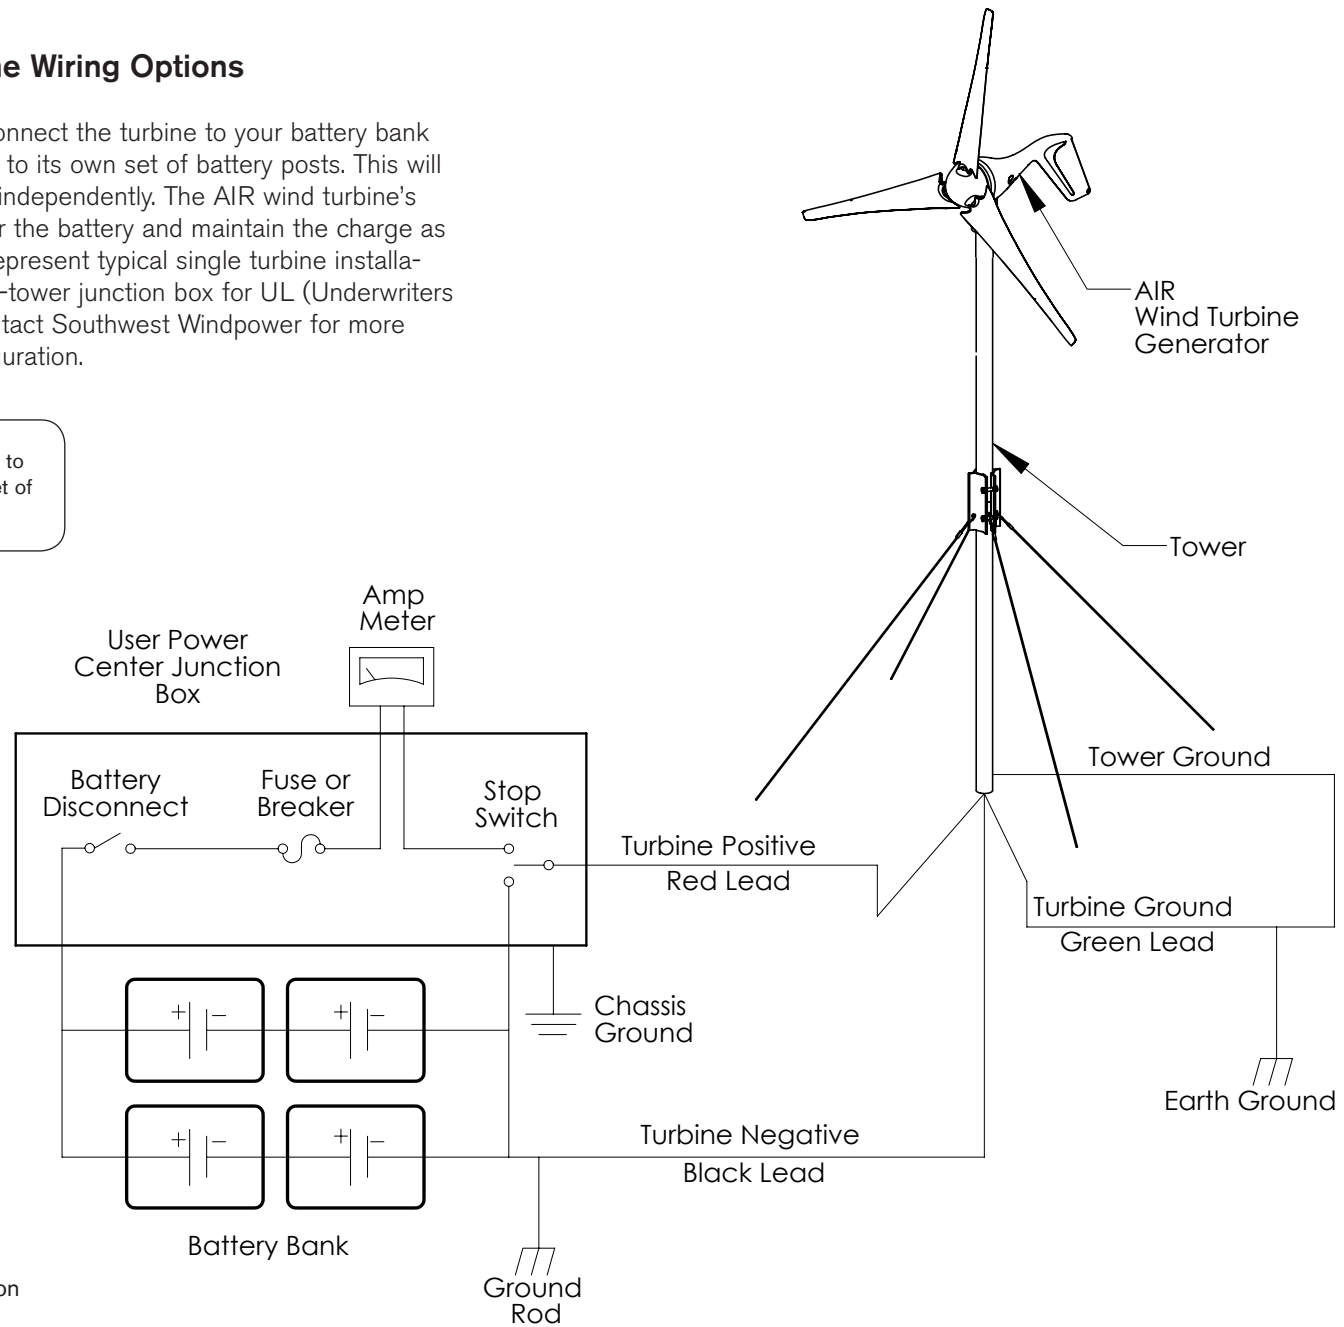 e Wiring Options
onnect the turbine to your battery bank
to its own set of battery posts. This will
independently. The AIR wind turbine's
r the battery and maintain the charge as
epresent typical single turbine installa-
-tower junction box for UL (Underwriters
tact Southwest Windpower for more
uration.
to
et of
AIR
Wind Turbine
Generator
Tower
Amp
Meter
User Power
Center Junction
Box
Battery
Disconnect
Fuse or
Breaker
Stop
Switch
Tower Ground
Turbine Positive
Red Lead
Turbine Ground
Green Lead
Chassis
Ground
+ − + −
Earth Ground
Turbine Negative
Black Lead
+ − + −
Battery Bank
Ground
Rod
on